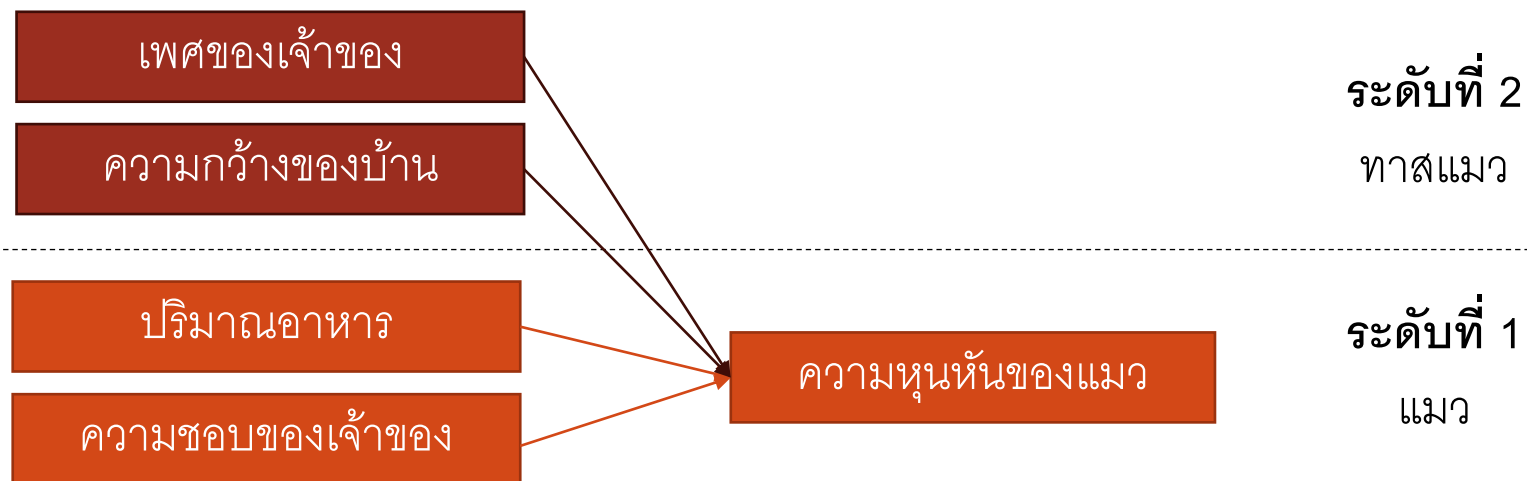 เพศของเจ้าของ
ความกว้างของบ้าน
ระดับที่ 2
ทาสแมว
ปริมาณอาหาร
ความชอบของเจ้าของ
ความหุนหันของแมว
ระดับที่ 1
แมว